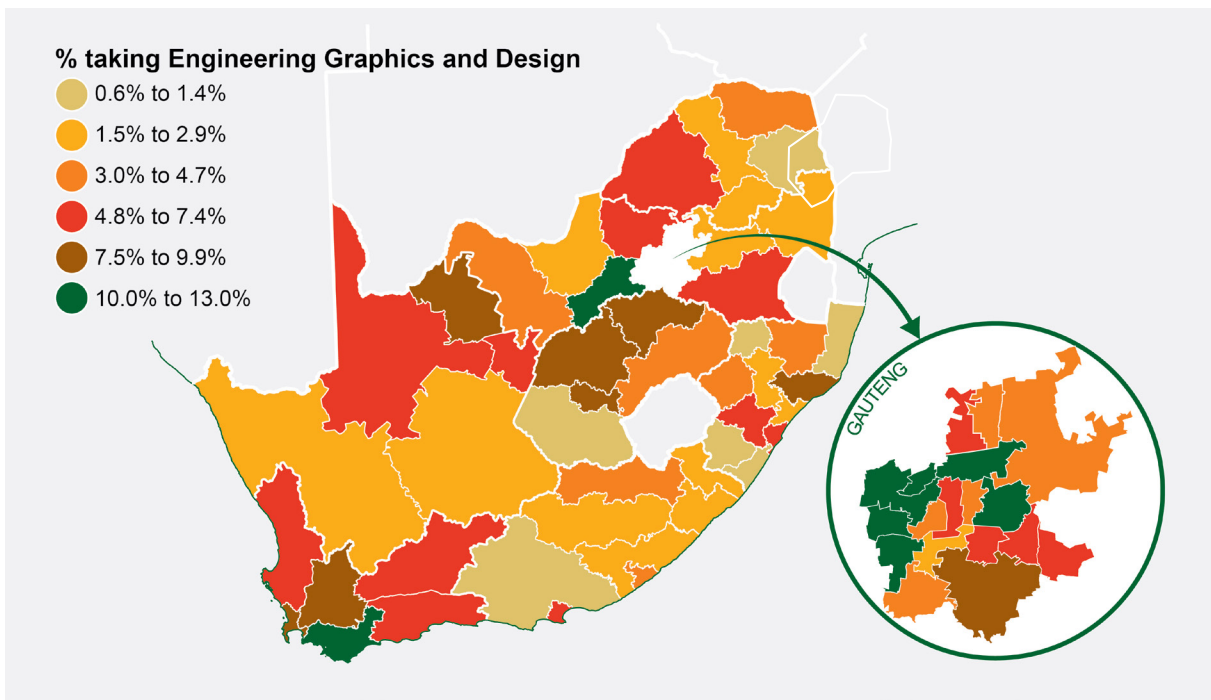 % taking Engineering Graphics and Design
0.6% to 1.4%
1.5% to 2.9%
3.0% to 4.7%
4.8% to 7.4%
7.5% to 9.9%
10.0% to 13.0%
GAUTENG